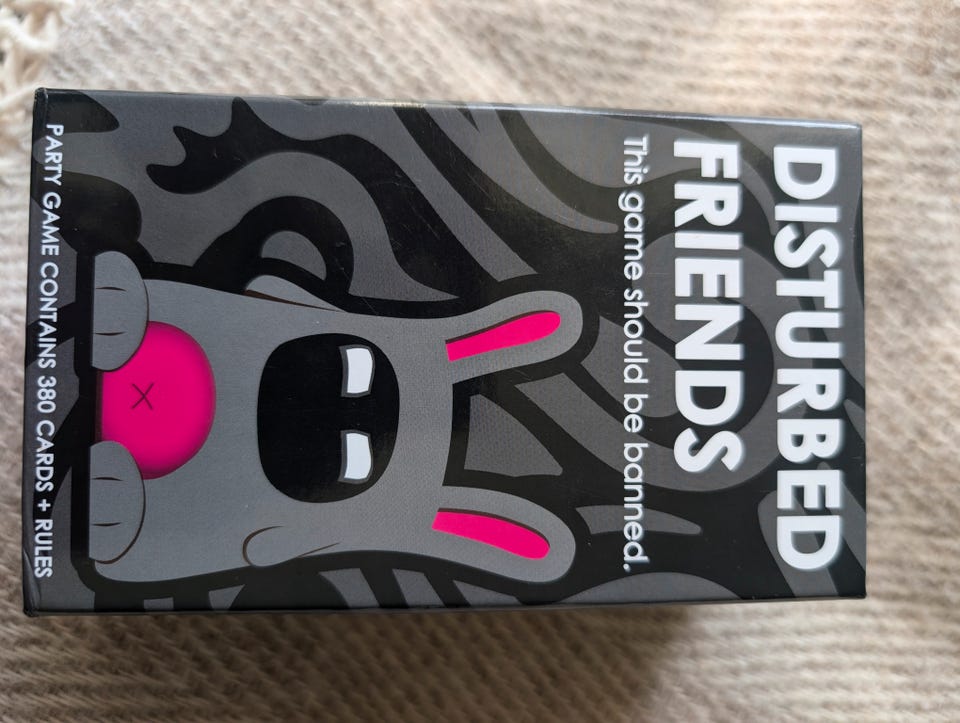 DISTURBED
FRIENDS
This game should be banned.
PARTY GAME CONTAINS 380 CARDS + RULES